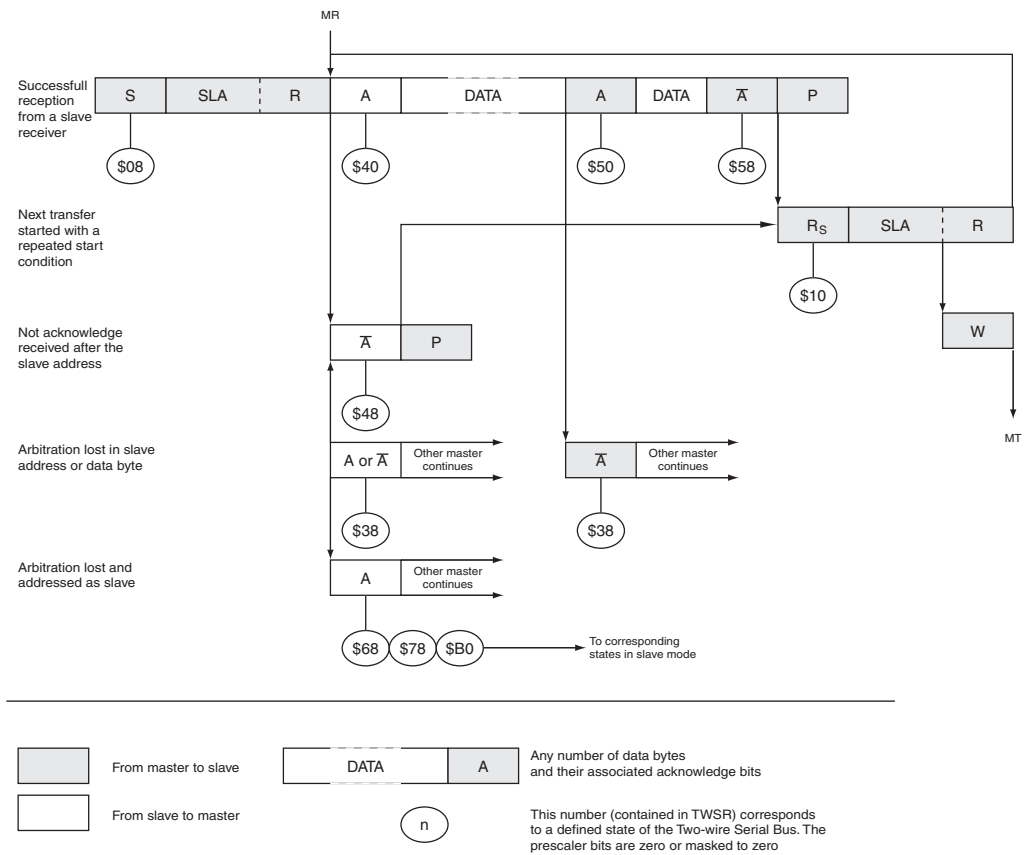 MR
Successfull
reception
from a slave
receiver
S SLA R A DATA A DATA A̅ P
$08 $40 $50 $58
Next transfer
started with a
repeated start
condition
RS SLA R
$10
Not acknowledge
received after the
slave address
A̅ P
W
$48
MT
Arbitration lost in slave
address or data byte
A or A̅
Other master
continues
A̅
Other master
continues
$38 $38
Arbitration lost and
addressed as slave
A
Other master
continues
$68 $78 $B0
To corresponding
states in slave mode
From master to slave
DATA A
Any number of data bytes
and their associated acknowledge bits
From slave to master
n
This number (contained in TWSR) corresponds
to a defined state of the Two-wire Serial Bus. The
prescaler bits are zero or masked to zero